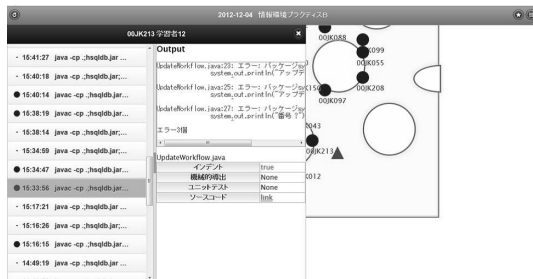 2012-12-04 情報環境プラクティスB
00JK213 学習者12
- 15:41:27 java -cp .;hsqldb.jar ...
- 15:40:18 java -cp .;hsqldb.jar;...
● 15:40:14 javac -cp .;hsqldb.jar...
● 15:38:19 javac -cp .;hsqldb.jar...
- 15:38:14 java -cp .;hsqldb.jar;...
- 15:34:59 java -cp .;hsqldb.jar;...
● 15:34:47 javac -cp .;hsqldb.jar...
● 15:33:56 javac -cp .;hsqldb.jar...
- 15:17:21 java -cp .;hsqldb.jar ...
- 15:16:26 java -cp .;hsqldb.jar;...
● 15:16:15 javac -cp .;hsqldb.jar...
- 14:49:19 java -cp .;hsqldb.jar ...
Output
UpdateWorkflow.java:23: エラー: パッケージsy
system.out.println("アップデ
UpdateWorkflow.java:25: エラー: パッケージsy
system.out.println("アップデ
UpdateWorkflow.java:27: エラー: パッケージsy
system.out.println("番号 ?")
エラー3個
UpdateWorkflow.java
インデント true
機械的導出 None
ユニットテスト None
ソースコード link
00JK088
K099
00JK055
00JK208
K150
00JK097
K043
00JK213
K012